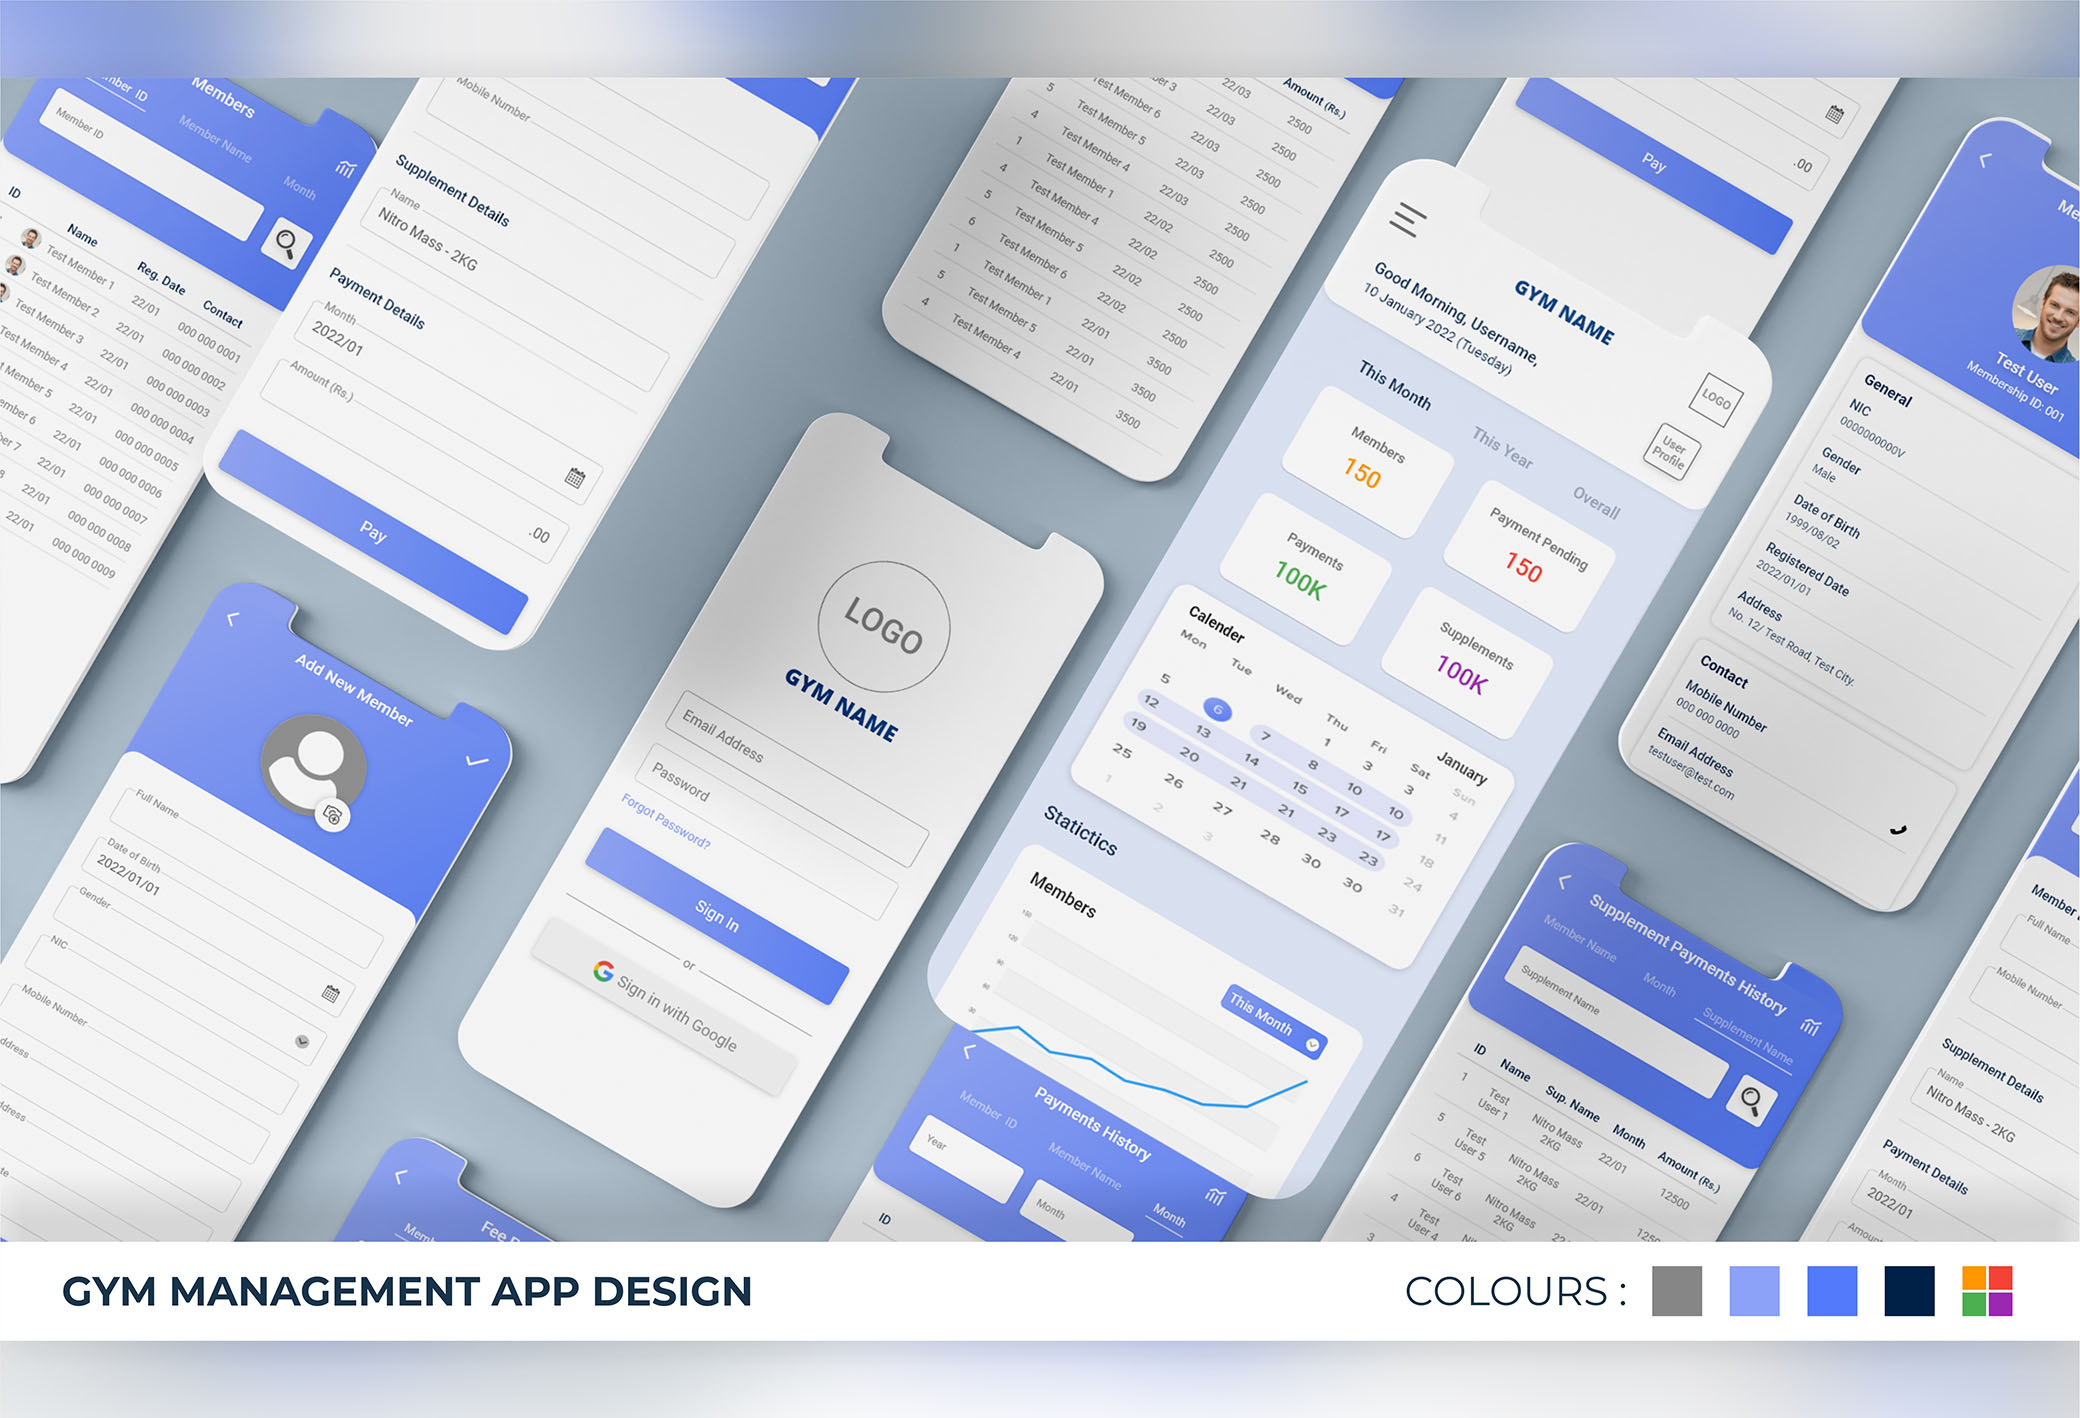 Members
Member ID
Member Name
Month
Member ID
ID
Name
Reg. Date
Contact
Test Member 1 22/01 000 000 0001
Test Member 2 22/01 000 000 0002
Test Member 3 22/01 000 000 0003
Test Member 4 22/01 000 000 0004
Test Member 5 22/01 000 000 0005
22/01 000 000 0006
22/01 000 000 0007
22/01 000 000 0008
22/01 000 000 0009
Mobile Number
Supplement Details
Name
Nitro Mass - 2KG
Payment Details
Month
2022/01
Amount (Rs.)
.00
Pay
Add New Member
Full Name
Date of Birth
2022/01/01
Gender
NIC
Mobile Number
LOGO
GYM NAME
Email Address
Password
Forgot Password?
Sign In
or
Sign in with Google
Amount (Rs.)
5 Test Member 6 22/03 2500
4 Test Member 5 22/03 2500
1 Test Member 4 22/03 2500
4 Test Member 1 22/03 2500
5 Test Member 4 22/02 2500
6 Test Member 5 22/02 2500
1 Test Member 6 22/02 2500
5 Test Member 1 22/02 2500
4 Test Member 5 22/01 3500
Test Member 4 22/01 3500
22/01 3500
.00
Pay
GYM NAME
Good Morning, Username,
10 January 2022 (Tuesday)
LOGO
User
Profile
This Month
This Year
Overall
Members
150
Payment Pending
150
Payments
100K
Supplements
100K
Calender
January
Mon Tue Wed Thu Fri Sat Sun
5 6 7 1 3 3 4
12 13 14 8 10 10 11
19 20 21 15 17 17 18
25 26 27 21 23 23 24
1 2 3 28 30 30 31
Statictics
Members
This Month
150
120
90
60
30
Payments History
Member ID
Member Name
Month
Year
Month
ID
Test User
Membership ID: 001
General
NIC
0000000000V
Gender
Male
Date of Birth
1999/08/02
Registered Date
2022/01/01
Address
No. 12/ Test Road, Test City.
Contact
Mobile Number
000 000 0000
Email Address
testuser@test.com
Supplement Payments History
Member Name
Month
Supplement Name
Supplement Name
ID
Name
Sup. Name
Month
Amount (Rs.)
1 Test User 1 Nitro Mass 2KG 22/01 12500
5 Test User 5 Nitro Mass 2KG 22/01
6 Test User 6 Nitro Mass 2KG
4 Test User 4
3
Member
Full Name
Mobile Number
Supplement Details
Name
Nitro Mass - 2KG
Payment Details
Month
2022/01
GYM MANAGEMENT APP DESIGN
COLOURS :